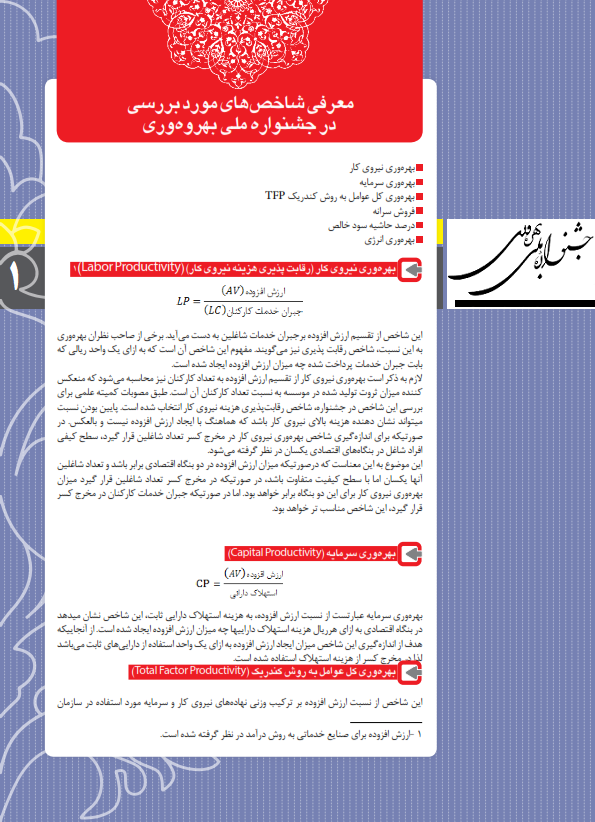 معرفی شاخص‌های مورد بررسی
در جشنواره ملی بهروه‌وری
بهره‌وری نیروی کار
بهره‌وری سرمایه
بهره‌وری کل عوامل به روش کندریک TFP
فروش سرانه
درصد حاشیه سود خالص
بهره‌وری انرژی
جشنواره ملی بهره‌وری
۱
بهره‌وری نیروی کار (رقابت پذیری هزینه نیروی کار) (Labor Productivity)۱
LP = ارزش افزوده (AV) / جبران خدمات کارکنان (LC)
این شاخص از تقسیم ارزش افزوده برجبران خدمات شاغلین به دست می‌آید. برخی از صاحب نظران بهره‌وری
به این نسبت، شاخص رقابت پذیری نیز می‌گویند. مفهوم این شاخص آن است که به ازای یک واحد ریالی که
بابت جبران خدمات پرداخت شده چه میزان ارزش افزوده ایجاد شده است.
لازم به ذکر است بهره‌وری نیروی کار از تقسیم ارزش افزوده به تعداد کارکنان نیز محاسبه می‌شود که منعکس
کننده میزان ثروت تولید شده در موسسه به نسبت تعداد کارکنان آن است. طبق مصوبات کمیته علمی برای
بررسی این شاخص در جشنواره، شاخص رقابت‌پذیری هزینه نیروی کار انتخاب شده است. پایین بودن نسبت
میتواند نشان دهنده هزینه بالای نیروی کار باشد که هماهنگ با ایجاد ارزش افزوده نیست و بالعکس. در
صورتیکه برای اندازه‌گیری شاخص بهره‌وری نیروی کار در مخرج کسر تعداد شاغلین قرار گیرد، سطح کیفی
افراد شاغل در بنگاه‌های اقتصادی یکسان در نظر گرفته می‌شود.
این موضوع به این معناست که درصورتیکه میزان ارزش افزوده در دو بنگاه اقتصادی برابر باشد و تعداد شاغلین
آنها یکسان اما با سطح کیفیت متفاوت باشد، در صورتیکه در مخرج کسر تعداد شاغلین قرار گیرد میزان
بهره‌وری نیروی کار برای این دو بنگاه برابر خواهد بود. اما در صورتیکه جبران خدمات کارکنان در مخرج کسر
قرار گیرد، این شاخص مناسب تر خواهد بود.
بهره‌وری سرمایه (Capital Productivity)
CP = ارزش قزوده (AV) / استهلاک دارائی
بهره‌وری سرمایه عبارتست از نسبت ارزش افزوده، به هزینه استهلاک دارایی ثابت، این شاخص نشان میدهد
در بنگاه اقتصادی به ازای هرریال هزینه استهلاک داراییها چه میزان ارزش افزوده ایجاد شده است. از آنجاییکه
هدف از اندازه‌گیری این شاخص میزان ایجاد ارزش افزوده به ازای یک واحد استفاده از دارایی‌های ثابت می‌باشد
لذا در مخرج کسر از هزینه استهلاک استفاده شده است.
بهره‌وری کل عوامل به روش کندریک (Total Factor Productivity)
این شاخص از نسبت ارزش افزوده بر ترکیب وزنی نهاده‌های نیروی کار و سرمایه مورد استفاده در سازمان
۱ -ارزش افزوده برای صنایع خدماتی به روش درآمد در نظر گرفته شده است.